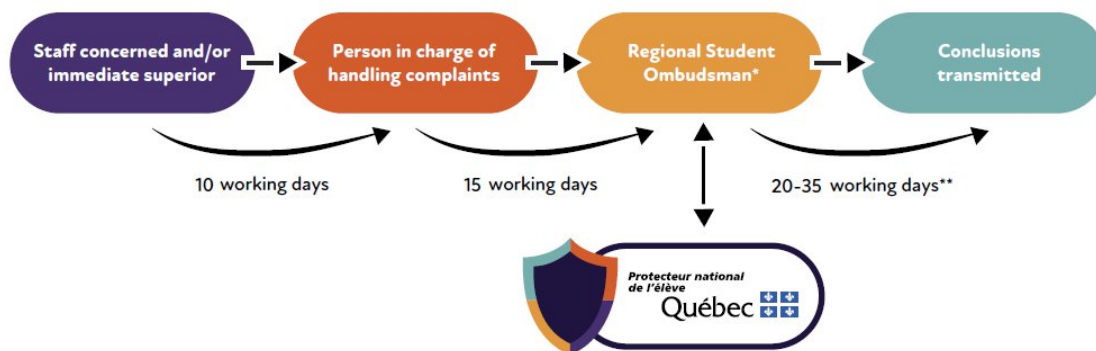 Staff concerned and/or
immediate superior
Person in charge of
handling complaints
Regional Student
Ombudsman*
Conclusions
transmitted
10 working days
15 working days
20-35 working days**
Protecteur national
de l'élève
Québec